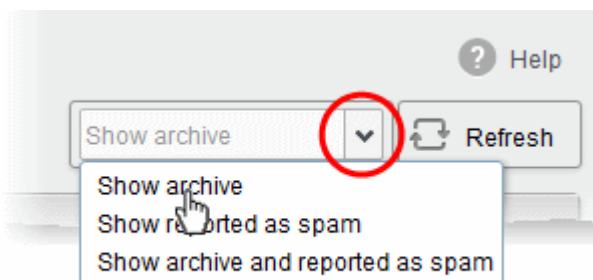 Help
Show archive
Refresh
Show archive
Show reported as spam
Show archive and reported as spam